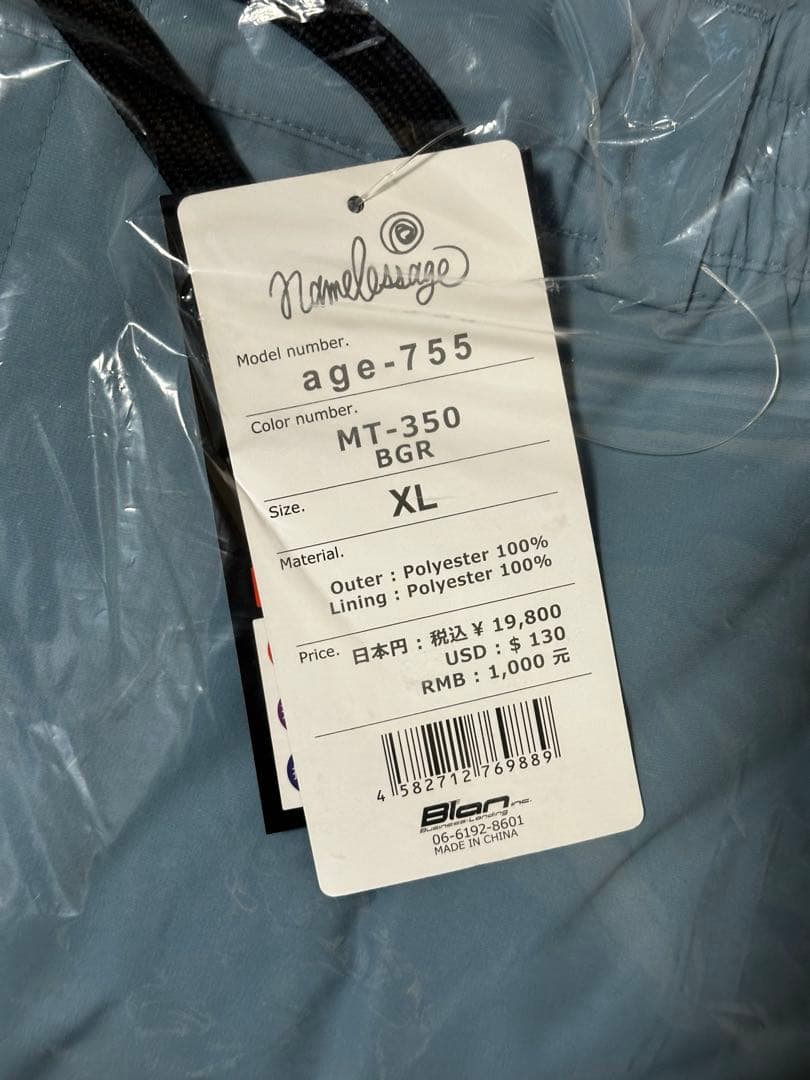 namelessage
Model number.
age-755
Color number.
MT-350
BGR
Size.
XL
Material.
Outer : Polyester 100%
Lining : Polyester 100%
Price.
日本円 : 税込 ¥ 19,800
USD : $ 130
RMB : 1,000 元
4 582712 769889
Blan inc.
Business-Landing
06-6192-8601
MADE IN CHINA